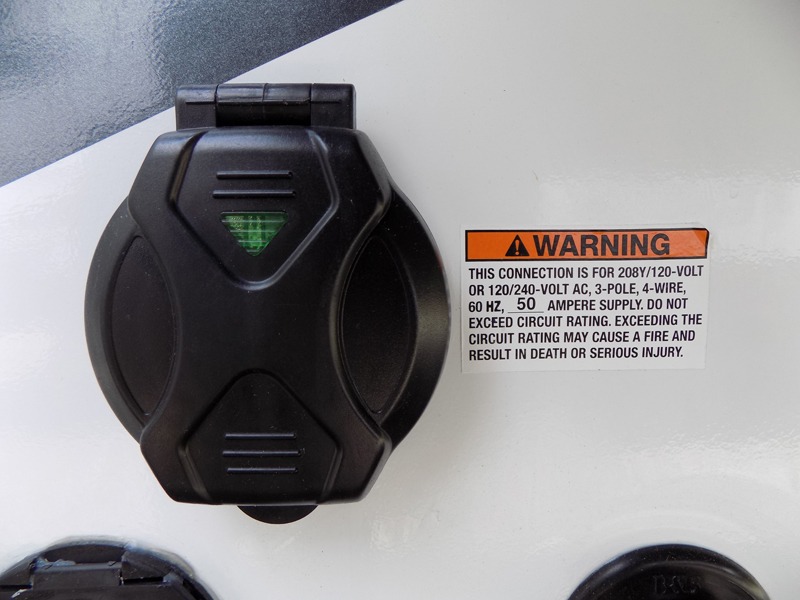 WARNING
THIS CONNECTION IS FOR 208Y/120-VOLT
OR 120/240-VOLT AC, 3-POLE, 4-WIRE,
60 HZ, 50 AMPERE SUPPLY. DO NOT
EXCEED CIRCUIT RATING. EXCEEDING THE
CIRCUIT RATING MAY CAUSE A FIRE AND
RESULT IN DEATH OR SERIOUS INJURY.